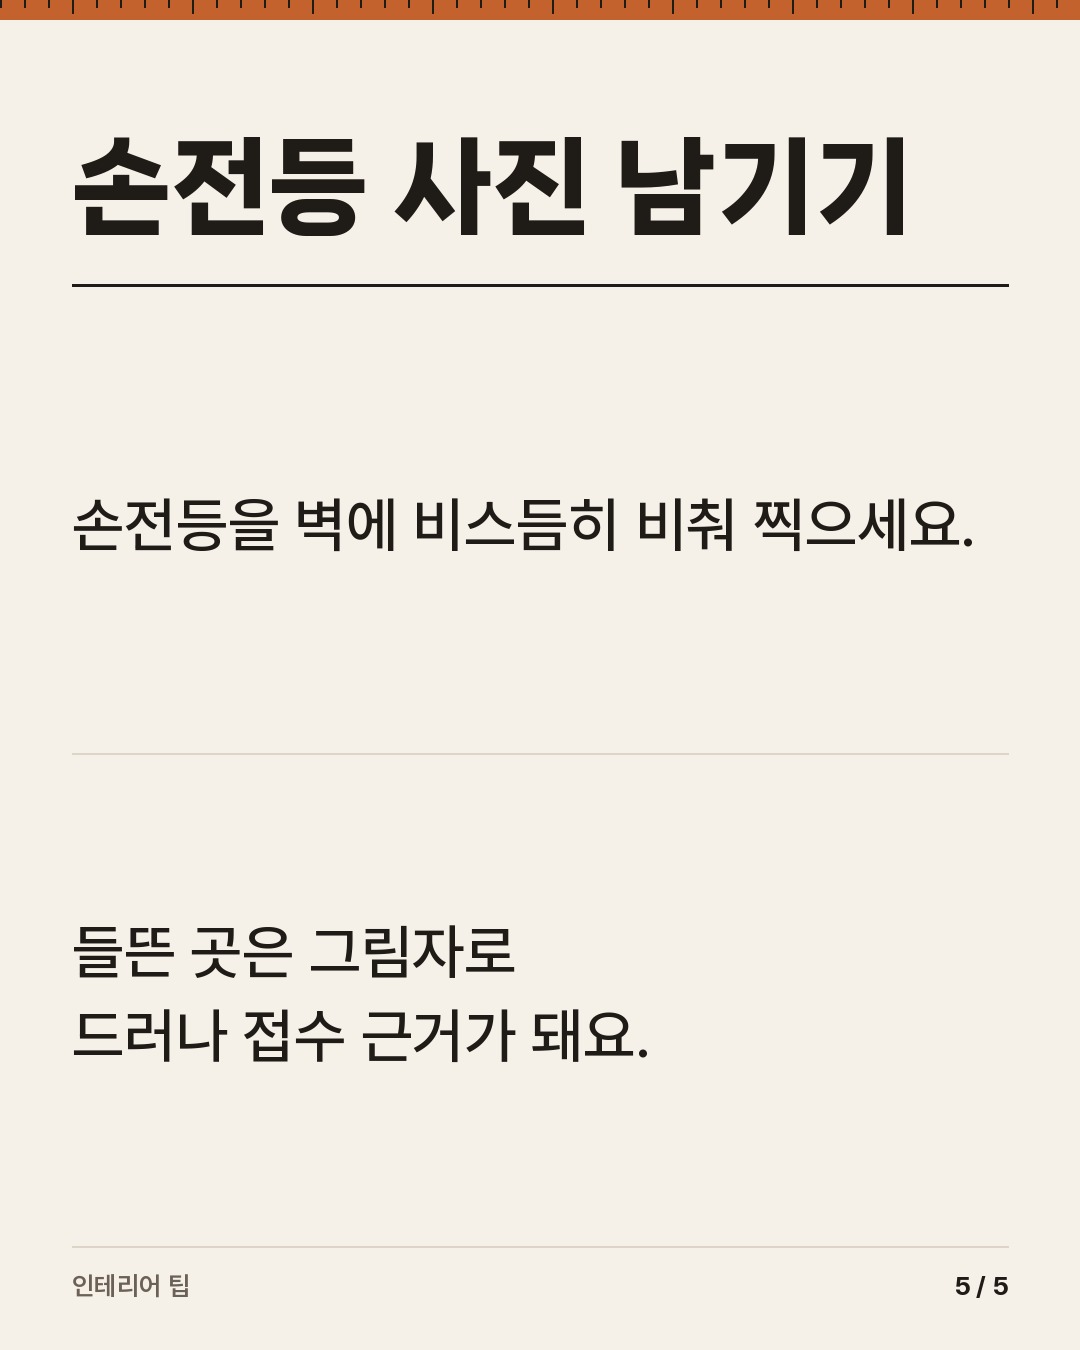 손전등 사진 남기기
손전등을 벽에 비스듬히 비춰 찍으세요.
들뜬 곳은 그림자로
드러나 접수 근거가 돼요.
인테리어 팁
5 / 5